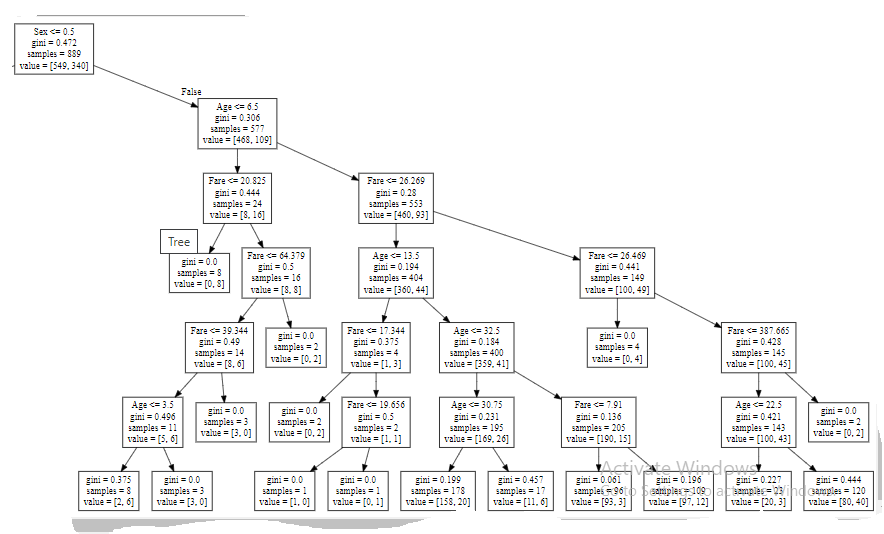 Sex <= 0.5
gini = 0.472
samples = 889
value = [549, 340]
False
Age <= 6.5
gini = 0.306
samples = 577
value = [468, 109]
Fare <= 20.825
gini = 0.444
samples = 24
value = [8, 16]
Fare <= 26.269
gini = 0.28
samples = 553
value = [460, 93]
Tree
gini = 0.0
samples = 8
value = [0, 8]
Fare <= 64.379
gini = 0.5
samples = 16
value = [8, 8]
Age <= 13.5
gini = 0.194
samples = 404
value = [360, 44]
Fare <= 26.469
gini = 0.441
samples = 149
value = [100, 49]
Fare <= 39.344
gini = 0.49
samples = 14
value = [8, 6]
gini = 0.0
samples = 2
value = [0, 2]
Fare <= 17.344
gini = 0.375
samples = 4
value = [1, 3]
Age <= 32.5
gini = 0.184
samples = 400
value = [359, 41]
gini = 0.0
samples = 4
value = [0, 4]
Fare <= 387.665
gini = 0.428
samples = 145
value = [100, 45]
Age <= 3.5
gini = 0.496
samples = 11
value = [5, 6]
gini = 0.0
samples = 3
value = [3, 0]
gini = 0.0
samples = 2
value = [0, 2]
Fare <= 19.656
gini = 0.5
samples = 2
value = [1, 1]
Age <= 30.75
gini = 0.231
samples = 195
value = [169, 26]
Fare <= 7.91
gini = 0.136
samples = 205
value = [190, 15]
Age <= 22.5
gini = 0.421
samples = 143
value = [100, 43]
gini = 0.0
samples = 2
value = [0, 2]
gini = 0.375
samples = 8
value = [2, 6]
gini = 0.0
samples = 3
value = [3, 0]
gini = 0.0
samples = 1
value = [1, 0]
gini = 0.0
samples = 1
value = [0, 1]
gini = 0.199
samples = 178
value = [158, 20]
gini = 0.457
samples = 17
value = [11, 6]
gini = 0.061
samples = 96
value = [93, 3]
gini = 0.196
samples = 109
value = [97, 12]
gini = 0.227
samples = 23
value = [20, 3]
gini = 0.444
samples = 120
value = [80, 40]
Activate Windows
Go to Settings to activate Windows.